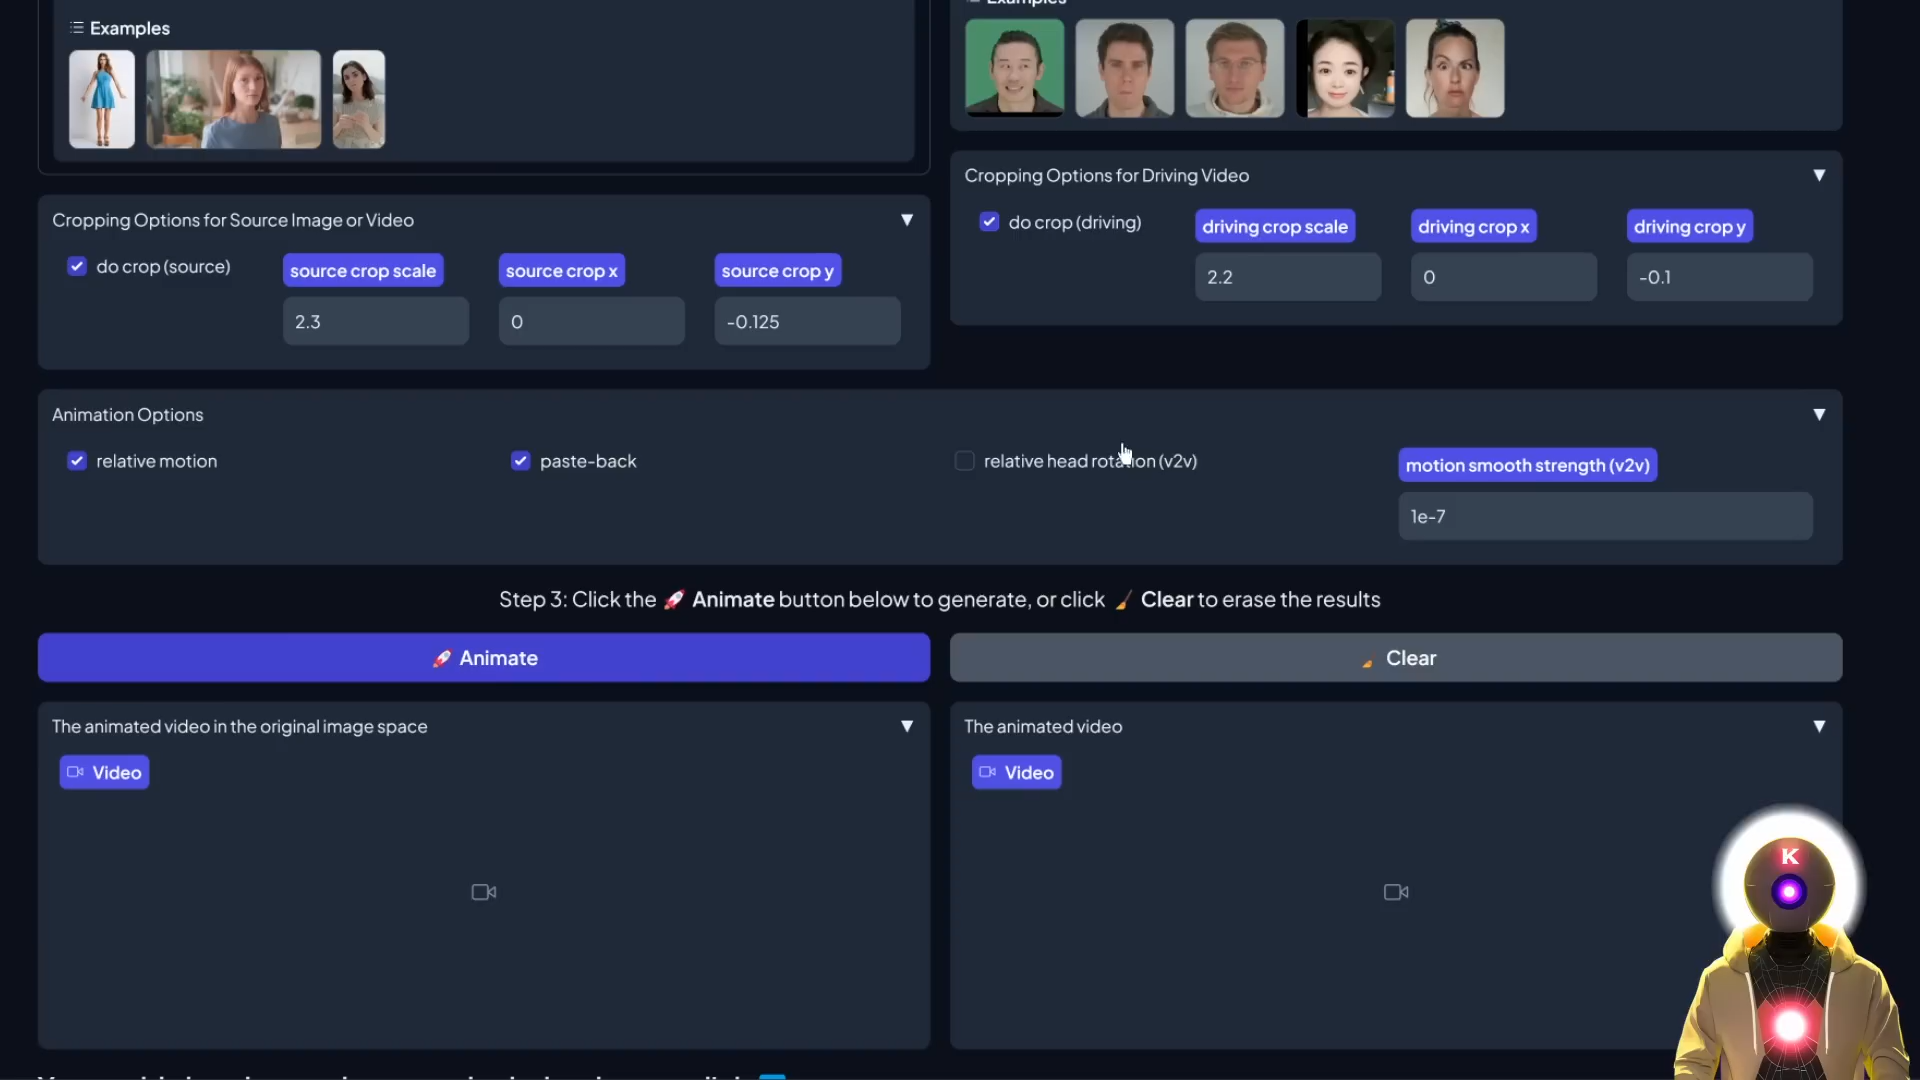 Examples
Examples
Cropping Options for Source Image or Video ▼
do crop (source)
source crop scale
2.3
source crop x
0
source crop y
-0.125
Cropping Options for Driving Video ▼
do crop (driving)
driving crop scale
2.2
driving crop x
0
driving crop y
-0.1
Animation Options ▼
relative motion
paste-back
relative head rotation (v2v)
motion smooth strength (v2v)
1e-7
Step 3: Click the 🚀 Animate button below to generate, or click 🧹 Clear to erase the results
🚀 Animate
🧹 Clear
The animated video in the original image space ▼
Video
The animated video ▼
Video
K